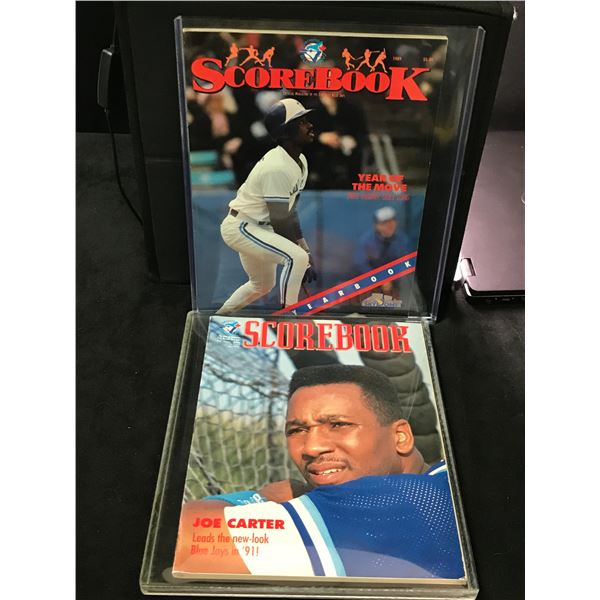 SCOREBOOK
1989
YEAR OF
THE MOVE
YEARBOOK
SCOREBOOK
JOE CARTER
Leads the new-look
Blue Jays in '91!